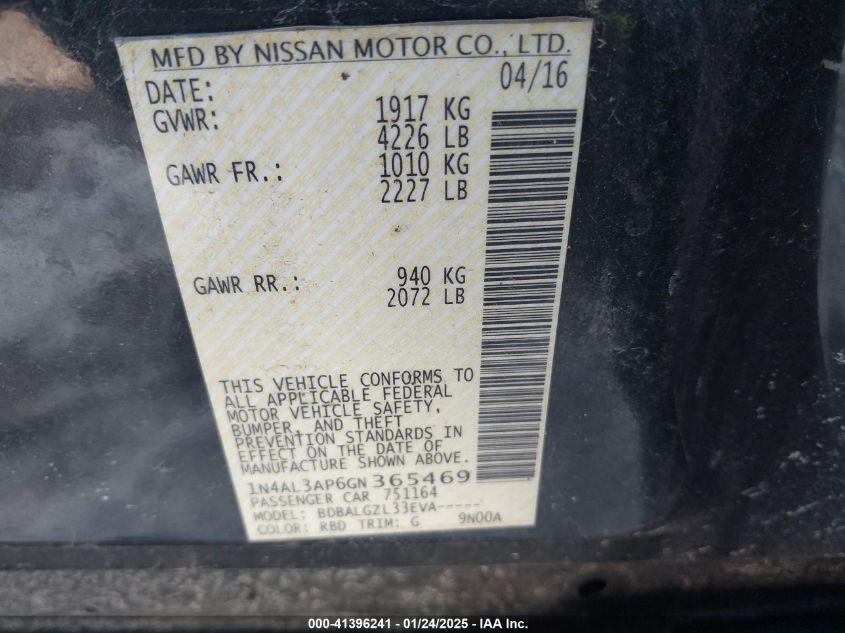 MFD BY NISSAN MOTOR CO., LTD.
DATE: 04/16
GVWR: 1917 KG
4226 LB
GAWR FR.: 1010 KG
2227 LB
GAWR RR.: 940 KG
2072 LB
THIS VEHICLE CONFORMS TO
ALL APPLICABLE FEDERAL
MOTOR VEHICLE SAFETY,
BUMPER, AND THEFT
PREVENTION STANDARDS IN
EFFECT ON THE DATE OF
MANUFACTURE SHOWN ABOVE.
1N4AL3AP6GN 365469
PASSENGER CAR 751164
MODEL: BDBALGZL33EVA-----
COLOR: RBD TRIM: G 9N00A
000-41396241 - 01/24/2025 - IAA Inc.